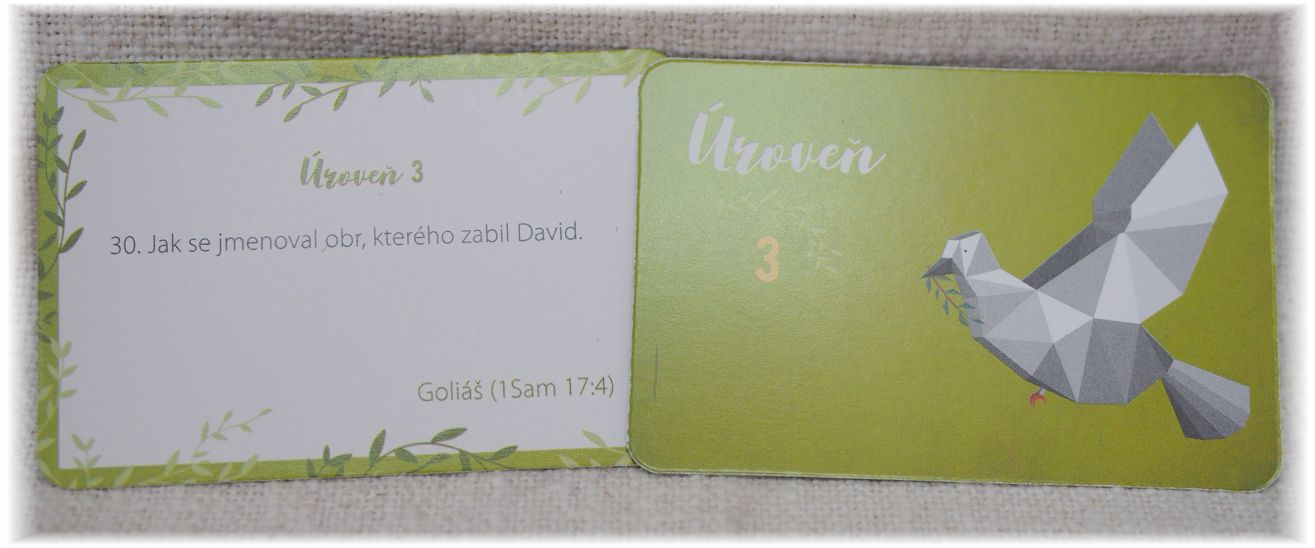 Úroveň 3
30. Jak se jmenoval obr, kterého zabil David.
Goliáš (1Sam 17:4)
Úroveň
3